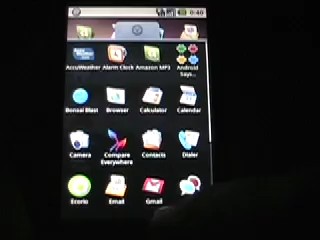 0:40
AccuWeather Alarm Clock Amazon MP3 Android
Says...
Bonsai Blast Browser Calculator Calendar
Camera Compare Contacts Dialer
Everywhere
Ecorio Email Gmail